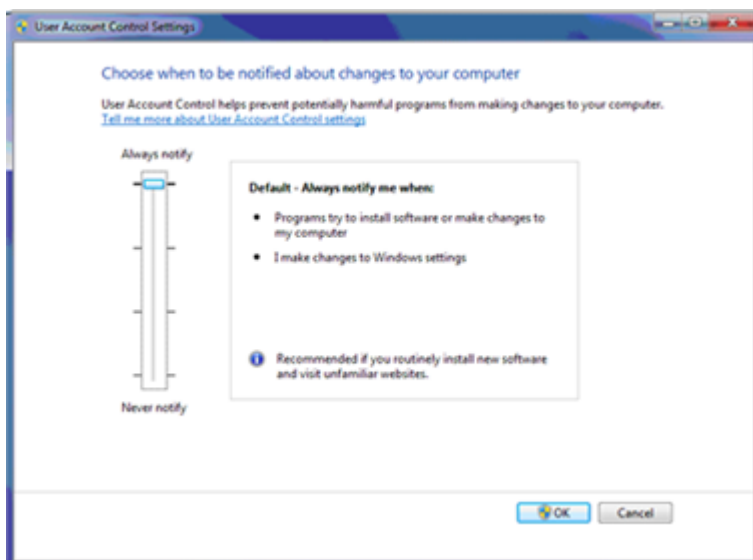 User Account Control Settings
Choose when to be notified about changes to your computer
User Account Control helps prevent potentially harmful programs from making changes to your computer.
Tell me more about User Account Control settings
Always notify
Default - Always notify me when:
Programs try to install software or make changes to
my computer
I make changes to Windows settings
Recommended if you routinely install new software
and visit unfamiliar websites.
Never notify
OK Cancel